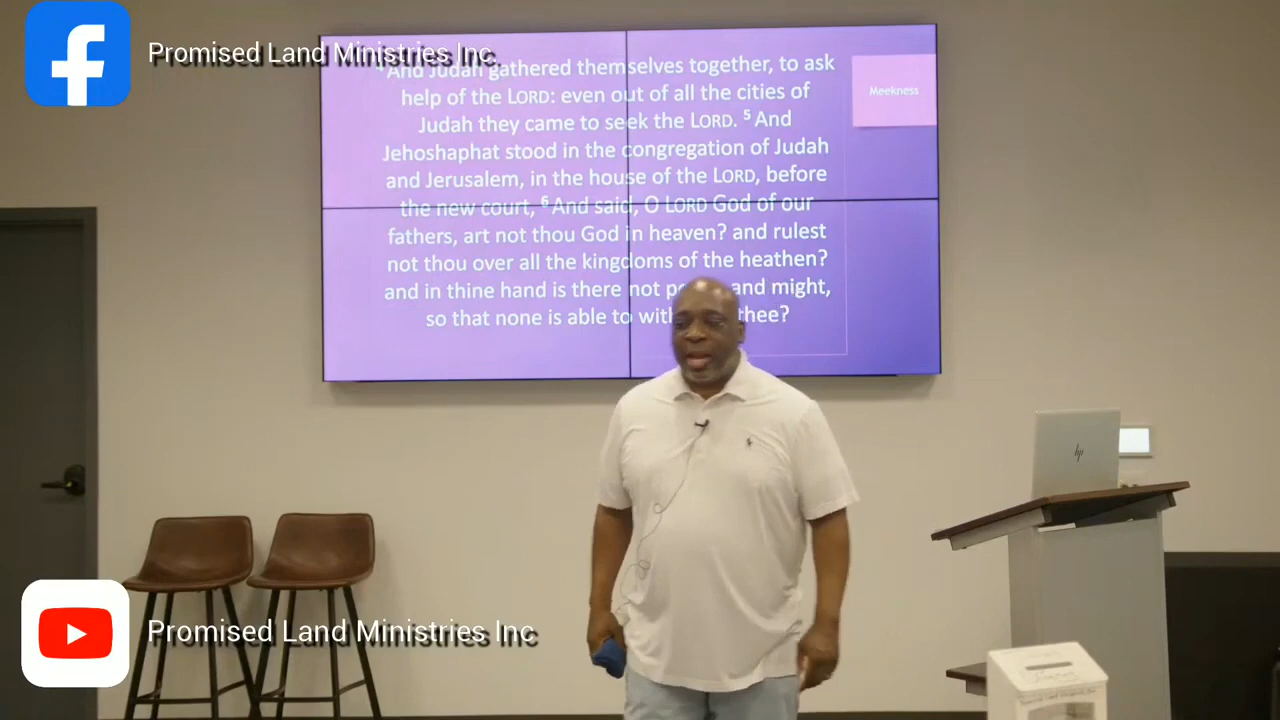 Promised Land Ministries Inc
And Judah gathered themselves together, to ask
help of the LORD: even out of all the cities of
Judah they came to seek the LORD. 5 And
Jehoshaphat stood in the congregation of Judah
and Jerusalem, in the house of the LORD, before
the new court, 6 And said, O LORD God of our
fathers, art not thou God in heaven? and rulest
not thou over all the kingdoms of the heathen?
and in thine hand is there not and might,
so that none is able to thee?
Meekness
hp
Promised Land Ministries Inc